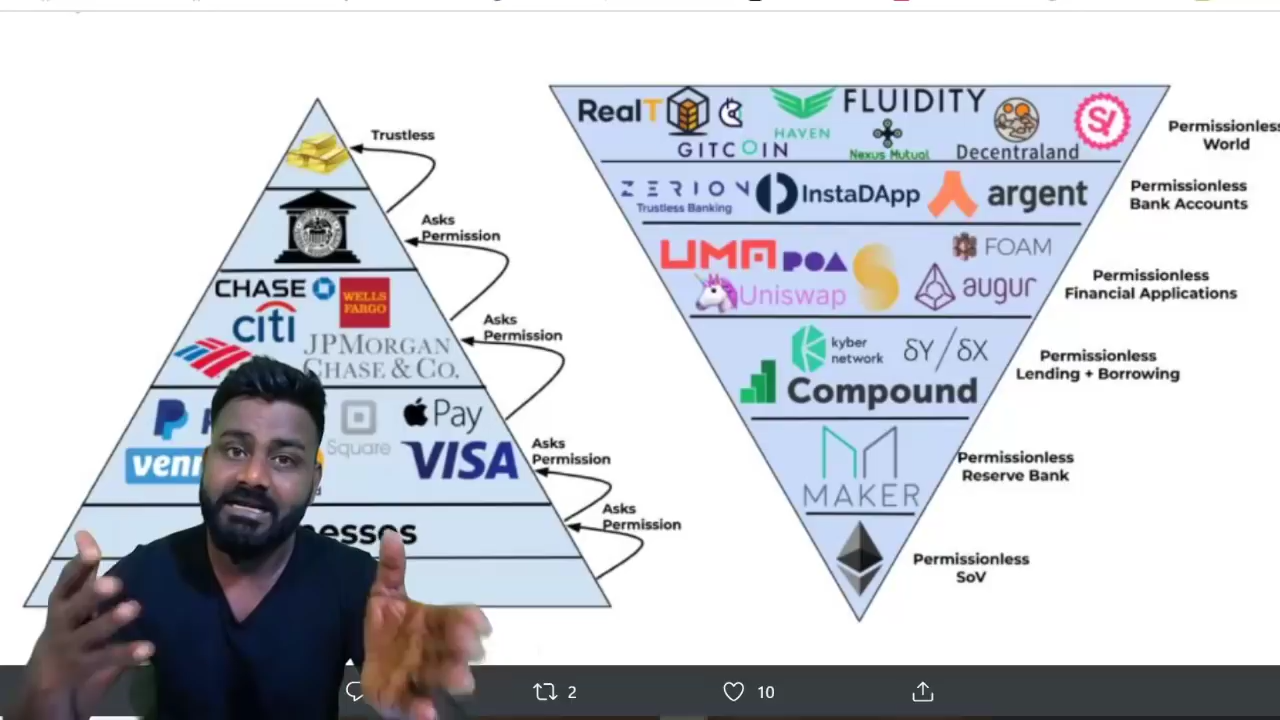 Trustless
Asks
Permission
CHASE
WELLS
FARGO
citi
JPMORGAN
CHASE & CO.
Asks
Permission
Square
Pay
venm
VISA
Asks
Permission
Asks
Permission
nesses
RealT
GITCOIN
HAVEN
FLUIDITY
Nexus Mutual
Decentraland
Permissionless
World
ZERION
Trustless Banking
InstaDApp
argent
Permissionless
Bank Accounts
UMA
POA
FOAM
Uniswap
augur
Permissionless
Financial Applications
kyber
network
δY/δX
Compound
Permissionless
Lending + Borrowing
MAKER
Permissionless
Reserve Bank
Permissionless
SoV
2
10